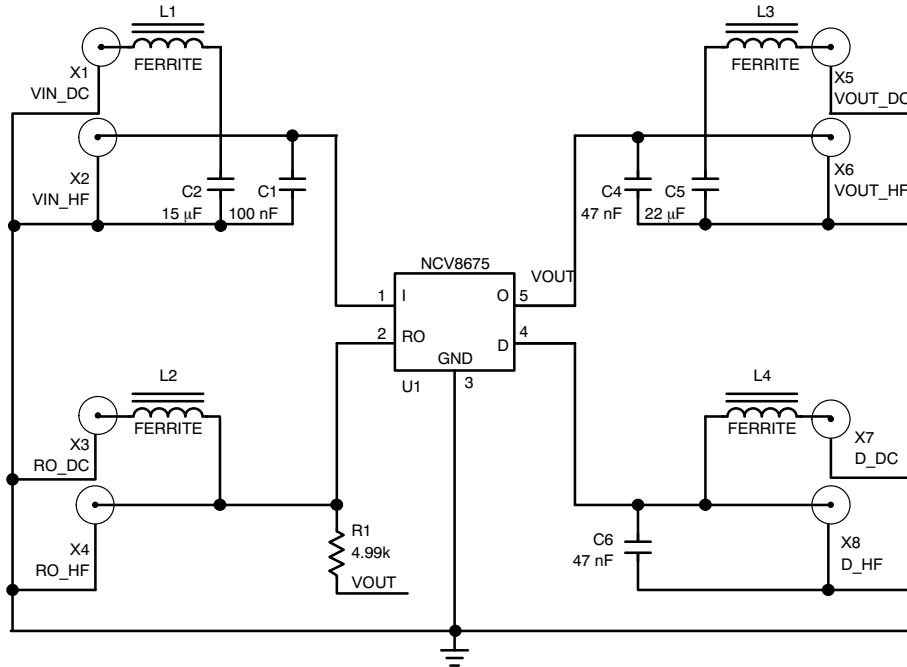 L1
FERRITE
X1
VIN_DC
X2
VIN_HF
C2
15 μF
C1
100 nF
L3
FERRITE
X5
VOUT_DC
X6
VOUT_HF
C4
47 nF
C5
22 μF
NCV8675
VOUT
1
I
O
5
2
RO
D
4
GND
U1
3
L2
FERRITE
X3
RO_DC
X4
RO_HF
R1
4.99k
VOUT
L4
FERRITE
X7
D_DC
C6
47 nF
X8
D_HF